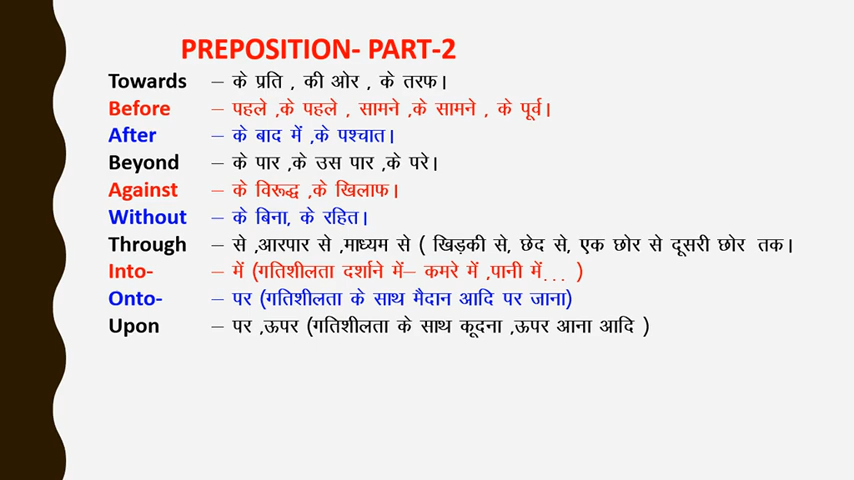 PREPOSITION- PART-2
Towards – के प्रति , की ओर , के तरफ।
Before – पहले ,के पहले , सामने ,के सामने , के पूर्व।
After – के बाद में ,के पश्चात।
Beyond – के पार ,के उस पार ,के परे।
Against – के विरूद्ध ,के खिलाफ।
Without – के बिना, के रहित।
Through – से ,आरपार से ,माध्यम से ( खिड़की से, छेद से, एक छोर से दूसरी छोर तक।
Into- – में (गतिशीलता दर्शाने में– कमरे में ,पानी में... )
Onto- – पर (गतिशीलता के साथ मैदान आदि पर जाना)
Upon – पर ,ऊपर (गतिशीलता के साथ कूदना ,ऊपर आना आदि )